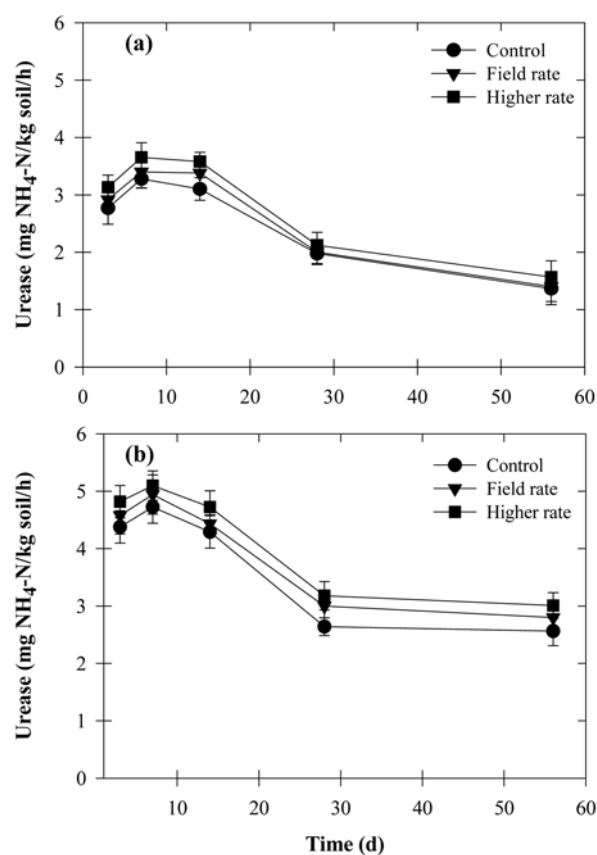 (a)
Control
Field rate
Higher rate
Urease (mg NH4-N/kg soil/h)
6
5
4
3
2
1
0
0 10 20 30 40 50 60
(b)
Control
Field rate
Higher rate
Urease (mg NH4-N/kg soil/h)
6
5
4
3
2
1
0
10 20 30 40 50 60
Time (d)